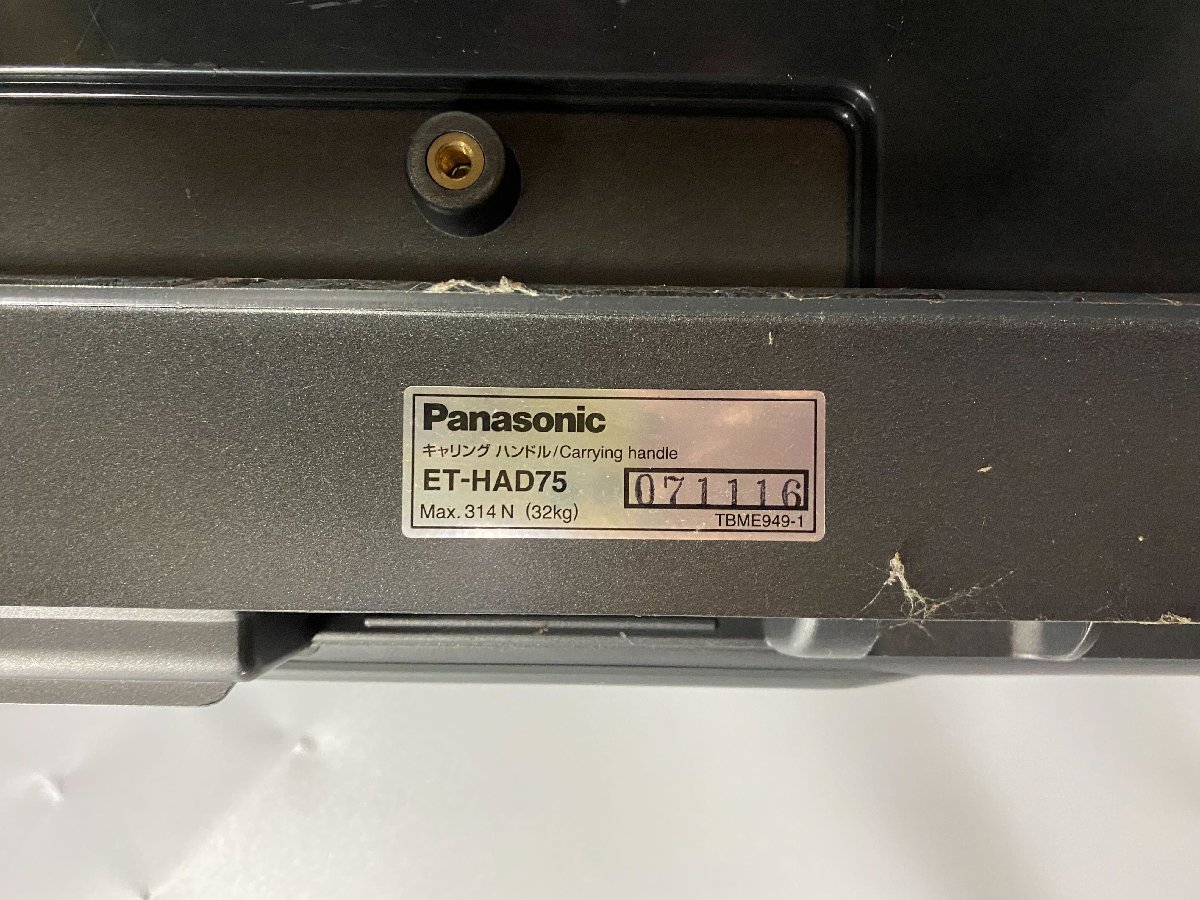 Panasonic
キャリング ハンドル/Carrying handle
ET-HAD75 071116
Max. 314 N (32kg) TBME949-1